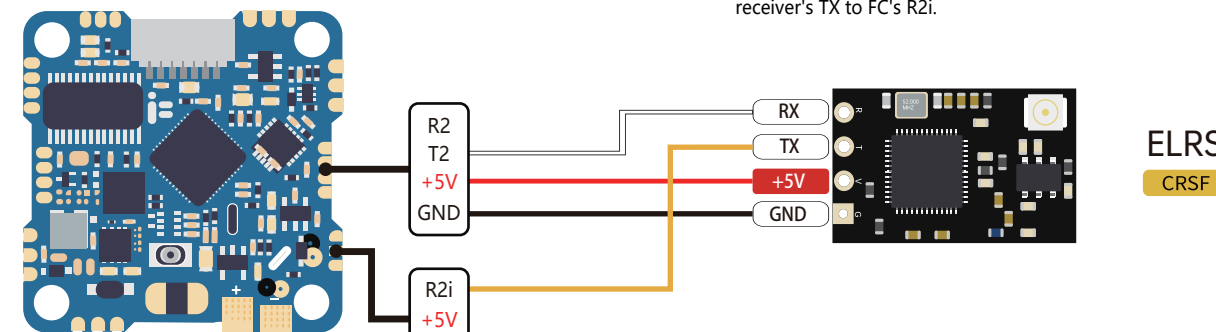 receiver's TX to FC's R2i.
R2
T2
+5V
GND
RX
TX
+5V
GND
52.000
MHZ
R
T
V
G
ELRS
CRSF
R2i
+5V
+